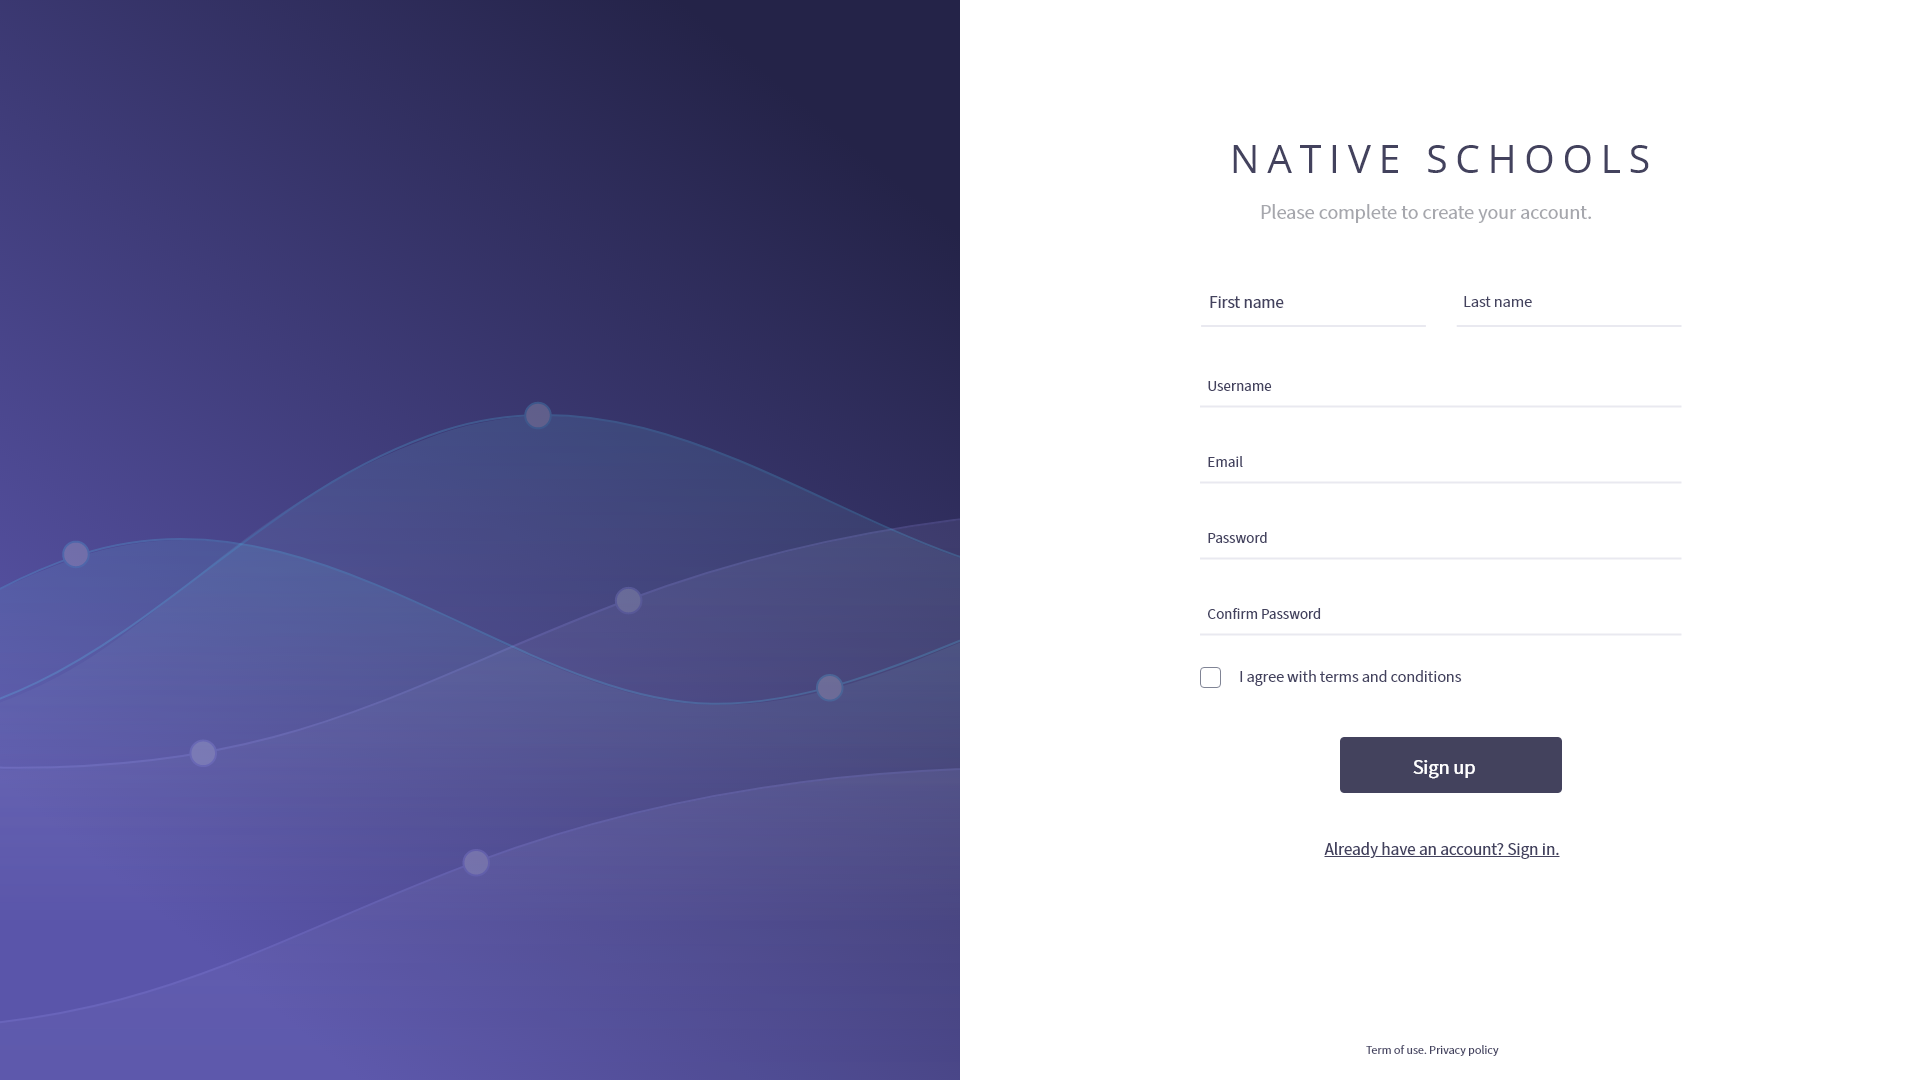 NATIVE SCHOOLS
Please complete to create your account.
First name Last name
Username
Email
Password
Confirm Password
I agree with terms and conditions
Sign up
Already have an account? Sign in.
Term of use. Privacy policy